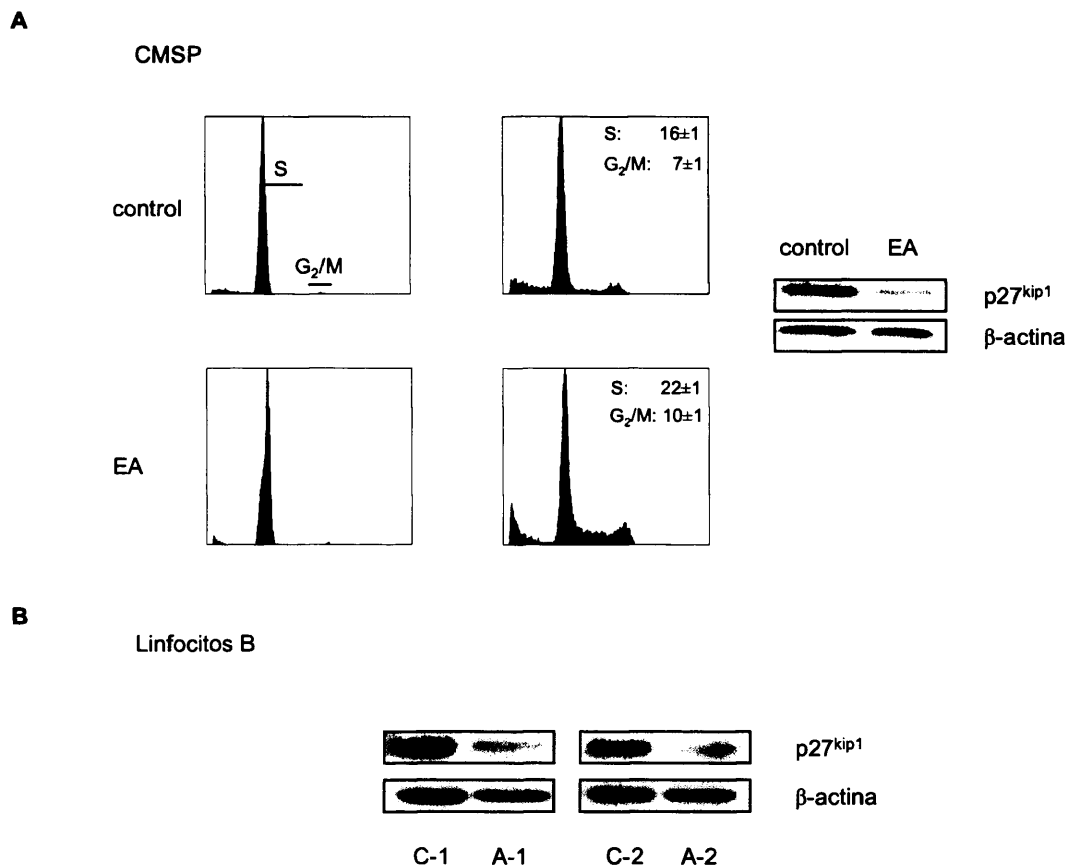 A
CMSP
control
S
G₂/M
S: 16±1
G₂/M: 7±1
control EA
p27ᵏⁱᵖ¹
β-actina
EA
S: 22±1
G₂/M: 10±1
B
Linfocitos B
p27ᵏⁱᵖ¹
β-actina
C-1 A-1 C-2 A-2